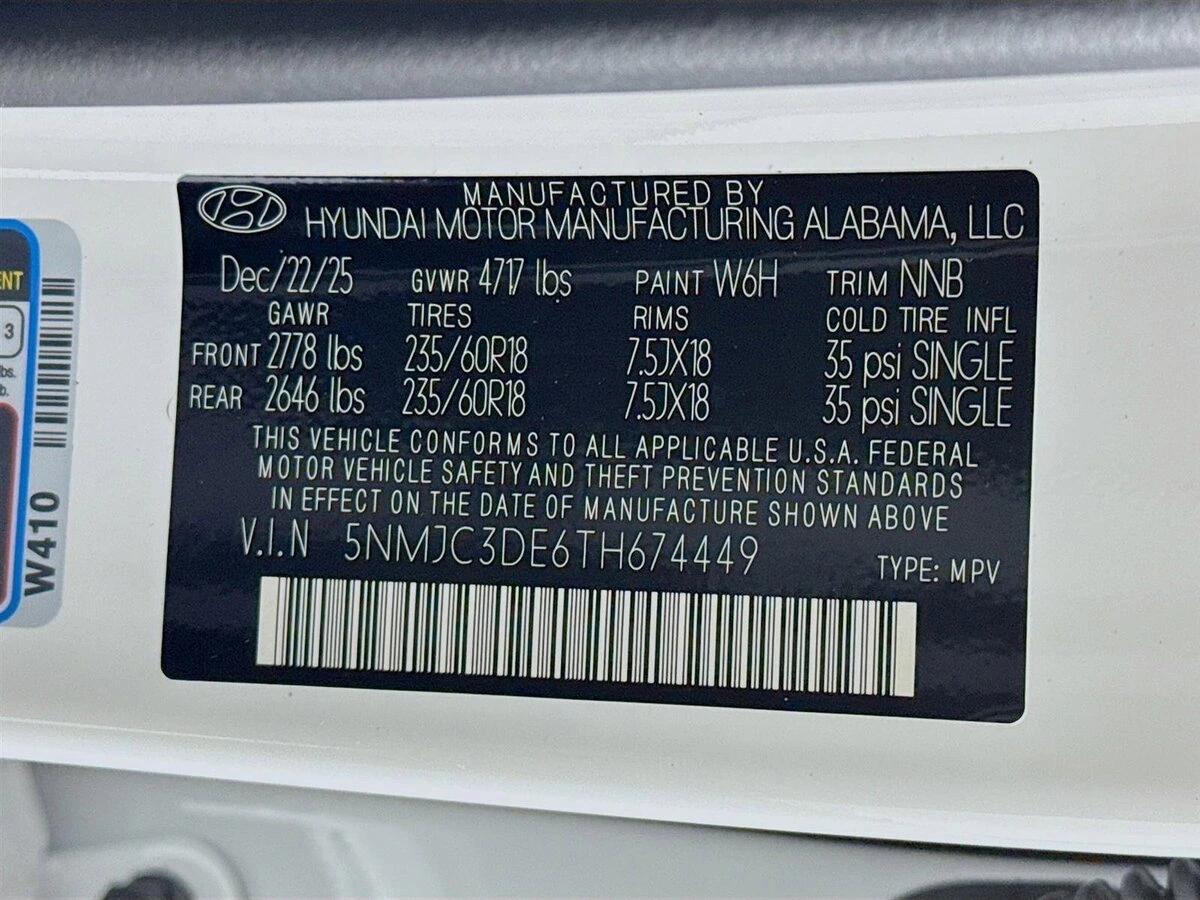 MANUFACTURED BY
HYUNDAI MOTOR MANUFACTURING ALABAMA, LLC
Dec/22/25 GVWR 4717 lbs PAINT W6H TRIM NNB
GAWR TIRES RIMS COLD TIRE INFL
FRONT 2778 lbs 235/60R18 7.5JX18 35 psi SINGLE
REAR 2646 lbs 235/60R18 7.5JX18 35 psi SINGLE
THIS VEHICLE CONFORMS TO ALL APPLICABLE U.S.A. FEDERAL
MOTOR VEHICLE SAFETY AND THEFT PREVENTION STANDARDS
IN EFFECT ON THE DATE OF MANUFACTURE SHOWN ABOVE
V.I.N 5NMJC3DE6TH674449 TYPE: MPV
3
W410